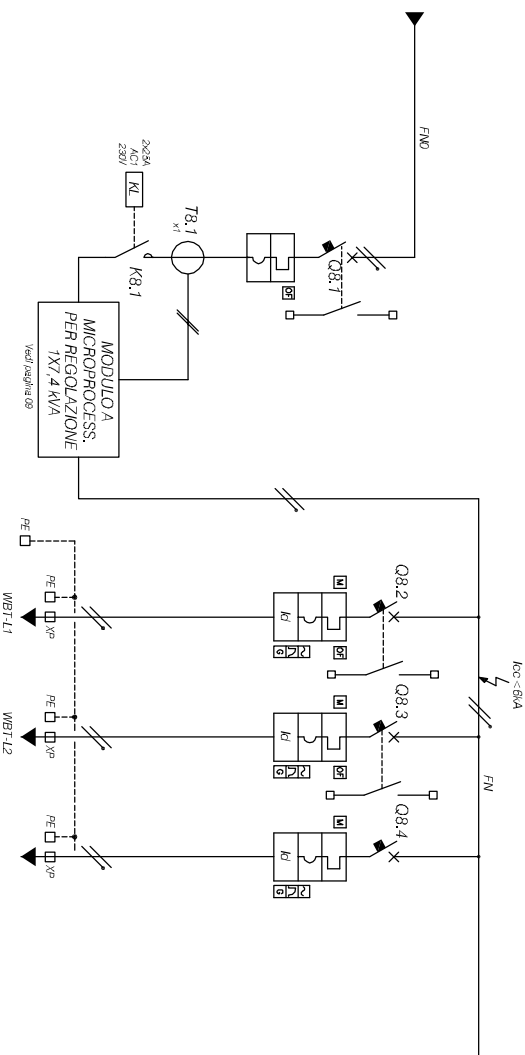 FN0
Q8.1
OF
T8.1
x1
K8.1
KL
2x25A
AC1
230V
MODULO A
MICROPROCESS.
PER REGOLAZIONE
1X7,4 kVA
Vedi pagina 09
Icc <6kA
FN
Q8.2
M
OF
Id
G
Q8.3
M
OF
Id
G
Q8.4
M
Id
G
PE
PE
XP
WBT-L1
PE
XP
WBT-L2
PE
XP